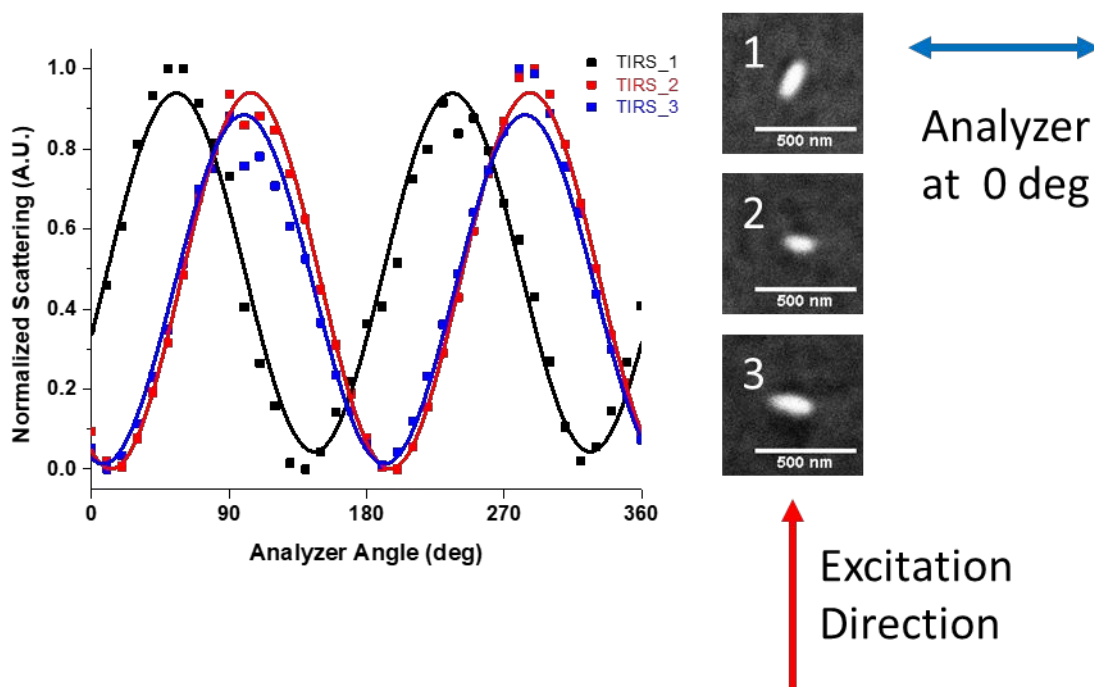 TIRS_1
TIRS_2
TIRS_3
1.0
0.8
0.6
0.4
0.2
0.0
Normalized Scattering (A.U.)
0
90
180
270
360
Analyzer Angle (deg)
1
500 nm
2
500 nm
3
500 nm
Analyzer
at 0 deg
Excitation
Direction